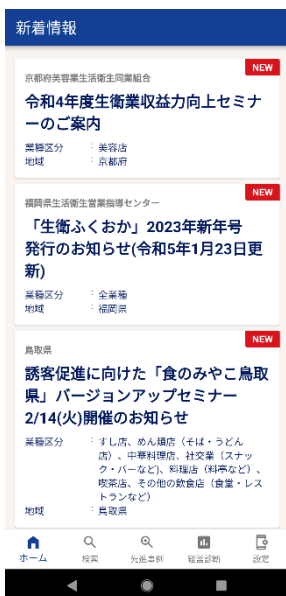 新着情報
NEW
京都府美容業生活衛生同業組合
令和4年度生衛業収益力向上セミナ
ーのご案内
業種区分 : 美容店
地域 : 京都府
NEW
福岡県生活衛生営業指導センター
「生衛ふくおか」2023年新年号
発行のお知らせ(令和5年1月23日更
新)
業種区分 : 全業種
地域 : 福岡県
NEW
鳥取県
誘客促進に向けた「食のみやこ鳥取
県」バージョンアップセミナー
2/14(火)開催のお知らせ
業種区分 : すし店、めん類店（そば・うどん
店）、中華料理店、社交業（スナッ
ク・バーなど)、料理店（料亭など）、
喫茶店、その他の飲食店（食堂・レス
トランなど）
地域 : 鳥取県
ホーム 検索 先進事例 経営診断 設定